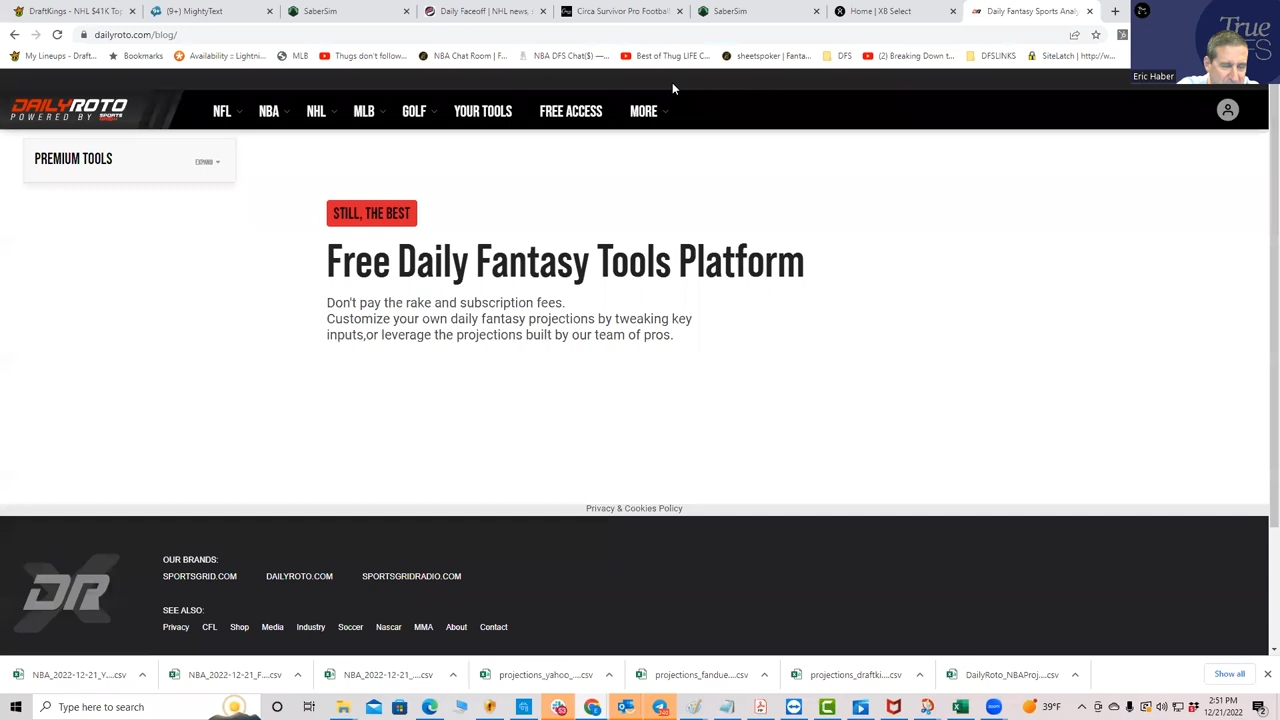 DraftKings - NHL $41K To
(9+) MightyText
SaberSim
Daily Faceoff | NHL news,
Circa Survivor Pro Footbal
SaberSim
Home | XB Select
Daily Fantasy Sports Analy
dailyroto.com/blog/
My Lineups - Draft...
Bookmarks
Availability :: Lightni...
MLB
Thugs don't follow...
NBA Chat Room | F...
NBA DFS Chat($) —...
Best of Thug LIFE C...
sheetspoker | Fanta...
DFS
(2) Breaking Down t...
DFSLINKS
SiteLatch | http://w...
True
Eric Haber
DAILYROTO
POWERED BY SPORTS
NFL
NBA
NHL
MLB
GOLF
YOUR TOOLS
FREE ACCESS
MORE
PREMIUM TOOLS
EXPAND
STILL, THE BEST
Free Daily Fantasy Tools Platform
Don't pay the rake and subscription fees.
Customize your own daily fantasy projections by tweaking key
inputs,or leverage the projections built by our team of pros.
Privacy & Cookies Policy
DR
OUR BRANDS:
SPORTSGRID.COM
DAILYROTO.COM
SPORTSGRIDRADIO.COM
SEE ALSO:
Privacy
CFL
Shop
Media
Industry
Soccer
Nascar
MMA
About
Contact
NBA_2022-12-21_Y....csv
NBA_2022-12-21_F....csv
NBA_2022-12-21_....csv
projections_yahoo_....csv
projections_fandue....csv
projections_draftki....csv
DailyRoto_NBAProj....csv
Show all
Type here to search
39°F
2:51 PM
12/21/2022